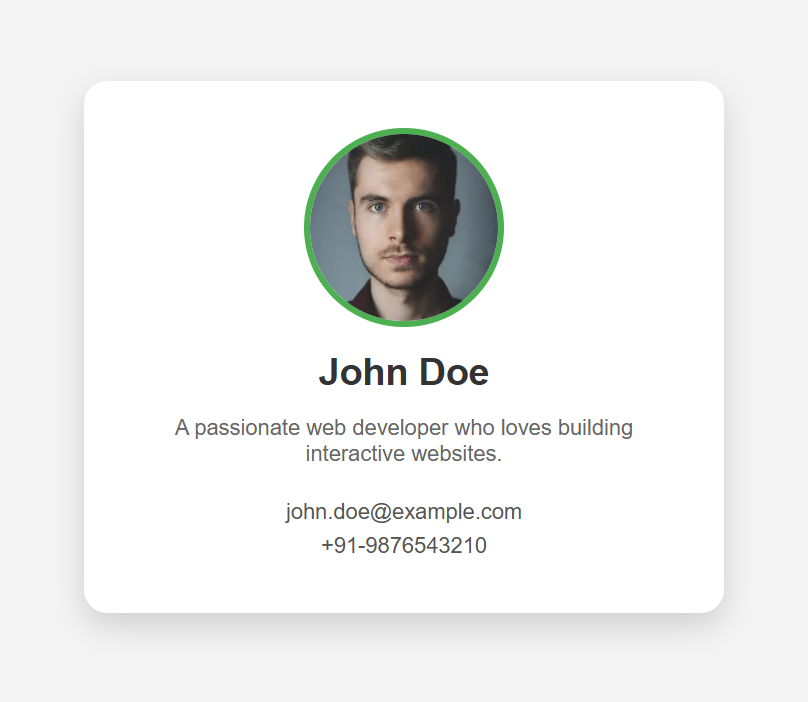 John Doe
A passionate web developer who loves building
interactive websites.
john.doe@example.com
+91-9876543210